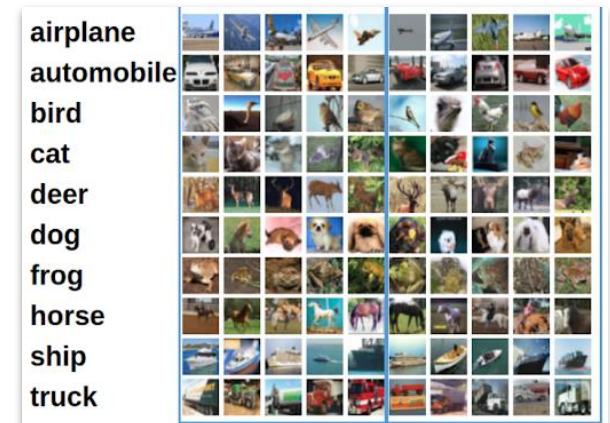 airplane
automobile
bird
cat
deer
dog
frog
horse
ship
truck